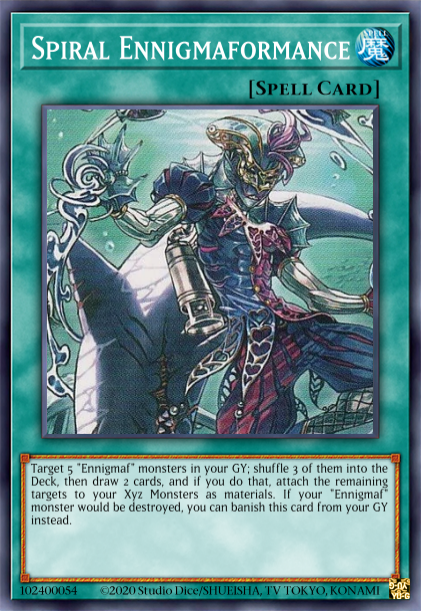 Spiral Ennigmaformance
SPELL
魔
[Spell Card]
Target 5 "Ennigmaf" monsters in your GY; shuffle 3 of them into the
Deck, then draw 2 cards, and if you do that, attach the remaining
targets to your Xyz Monsters as materials. If your "Ennigmaf"
monster would be destroyed, you can banish this card from your GY
instead.
102400054 ©2020 Studio Dice/SHUEISHA, TV TOKYO, KONAMI